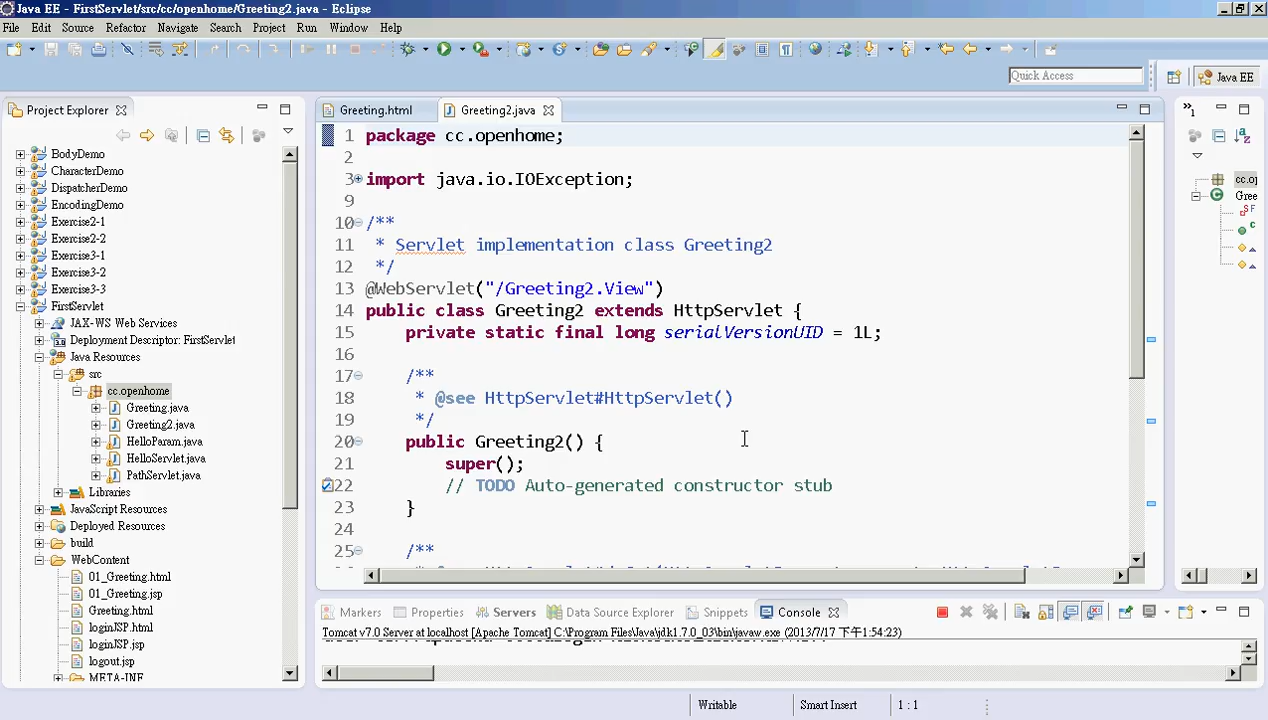 Java EE - FirstServlet/src/cc/openhome/Greeting2.java - Eclipse
File Edit Source Refactor Navigate Search Project Run Window Help
Quick Access
Java EE
Project Explorer
BodyDemo
CharacterDemo
DispatcherDemo
EncodingDemo
Exercise2-1
Exercise2-2
Exercise3-1
Exercise3-2
Exercise3-3
FirstServlet
JAX-WS Web Services
Deployment Descriptor: FirstServlet
Java Resources
src
cc.openhome
Greeting.java
Greeting2.java
HelloParam.java
HelloServlet.java
PathServlet.java
Libraries
JavaScript Resources
Deployed Resources
build
WebContent
01_Greeting.html
01_Greeting.jsp
Greeting.html
loginJSP.html
loginJSP.jsp
logout.jsp
META-INF
Greeting.html Greeting2.java
1 package cc.openhome;
2
3 import java.io.IOException;
9
10 /**
11 * Servlet implementation class Greeting2
12 */
13 @WebServlet("/Greeting2.View")
14 public class Greeting2 extends HttpServlet {
15 private static final long serialVersionUID = 1L;
16
17 /**
18 * @see HttpServlet#HttpServlet()
19 */
20 public Greeting2() {
21 super();
22 // TODO Auto-generated constructor stub
23 }
24
25 /**
Markers Properties Servers Data Source Explorer Snippets Console
Tomcat v7.0 Server at localhost [Apache Tomcat] C:\Program Files\Java\jdk1.7.0_03\bin\javaw.exe (2013/7/17 下午1:54:23)
Writable Smart Insert 1 : 1